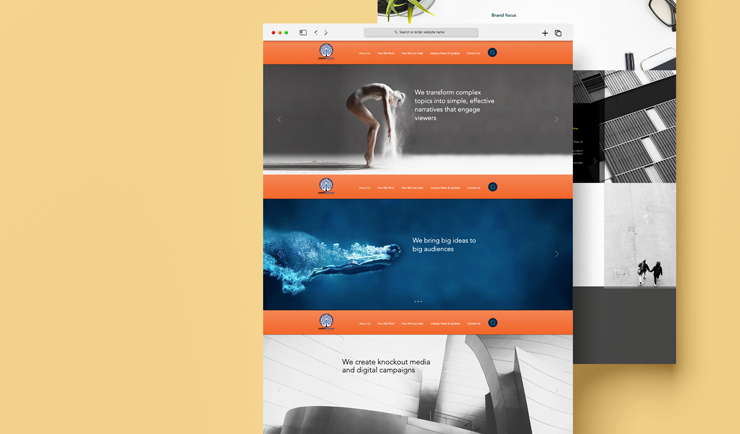 Brand focus
Search or enter website name
About Us
How We Work
How We Can Help
Industry News & Updates
Contact Us
We transform complex
topics into simple, effective
narratives that engage
viewers
About Us
How We Work
How We Can Help
Industry News & Updates
Contact Us
We bring big ideas to
big audiences
About Us
How We Work
How We Can Help
Industry News & Updates
Contact Us
We create knockout media
and digital campaigns